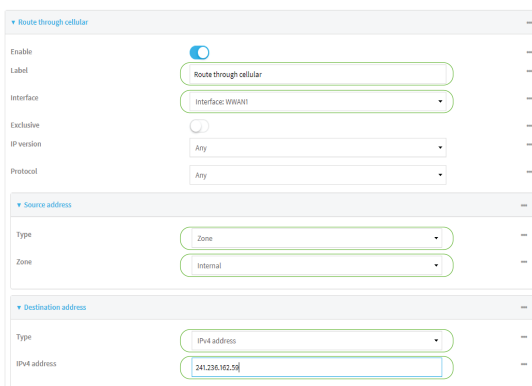 Route through cellular
Enable
Label Route through cellular
Interface Interface: WWAN1
Exclusive
IP version Any
Protocol Any
Source address
Type Zone
Zone Internal
Destination address
Type IPv4 address
IPv4 address 241.236.162.59